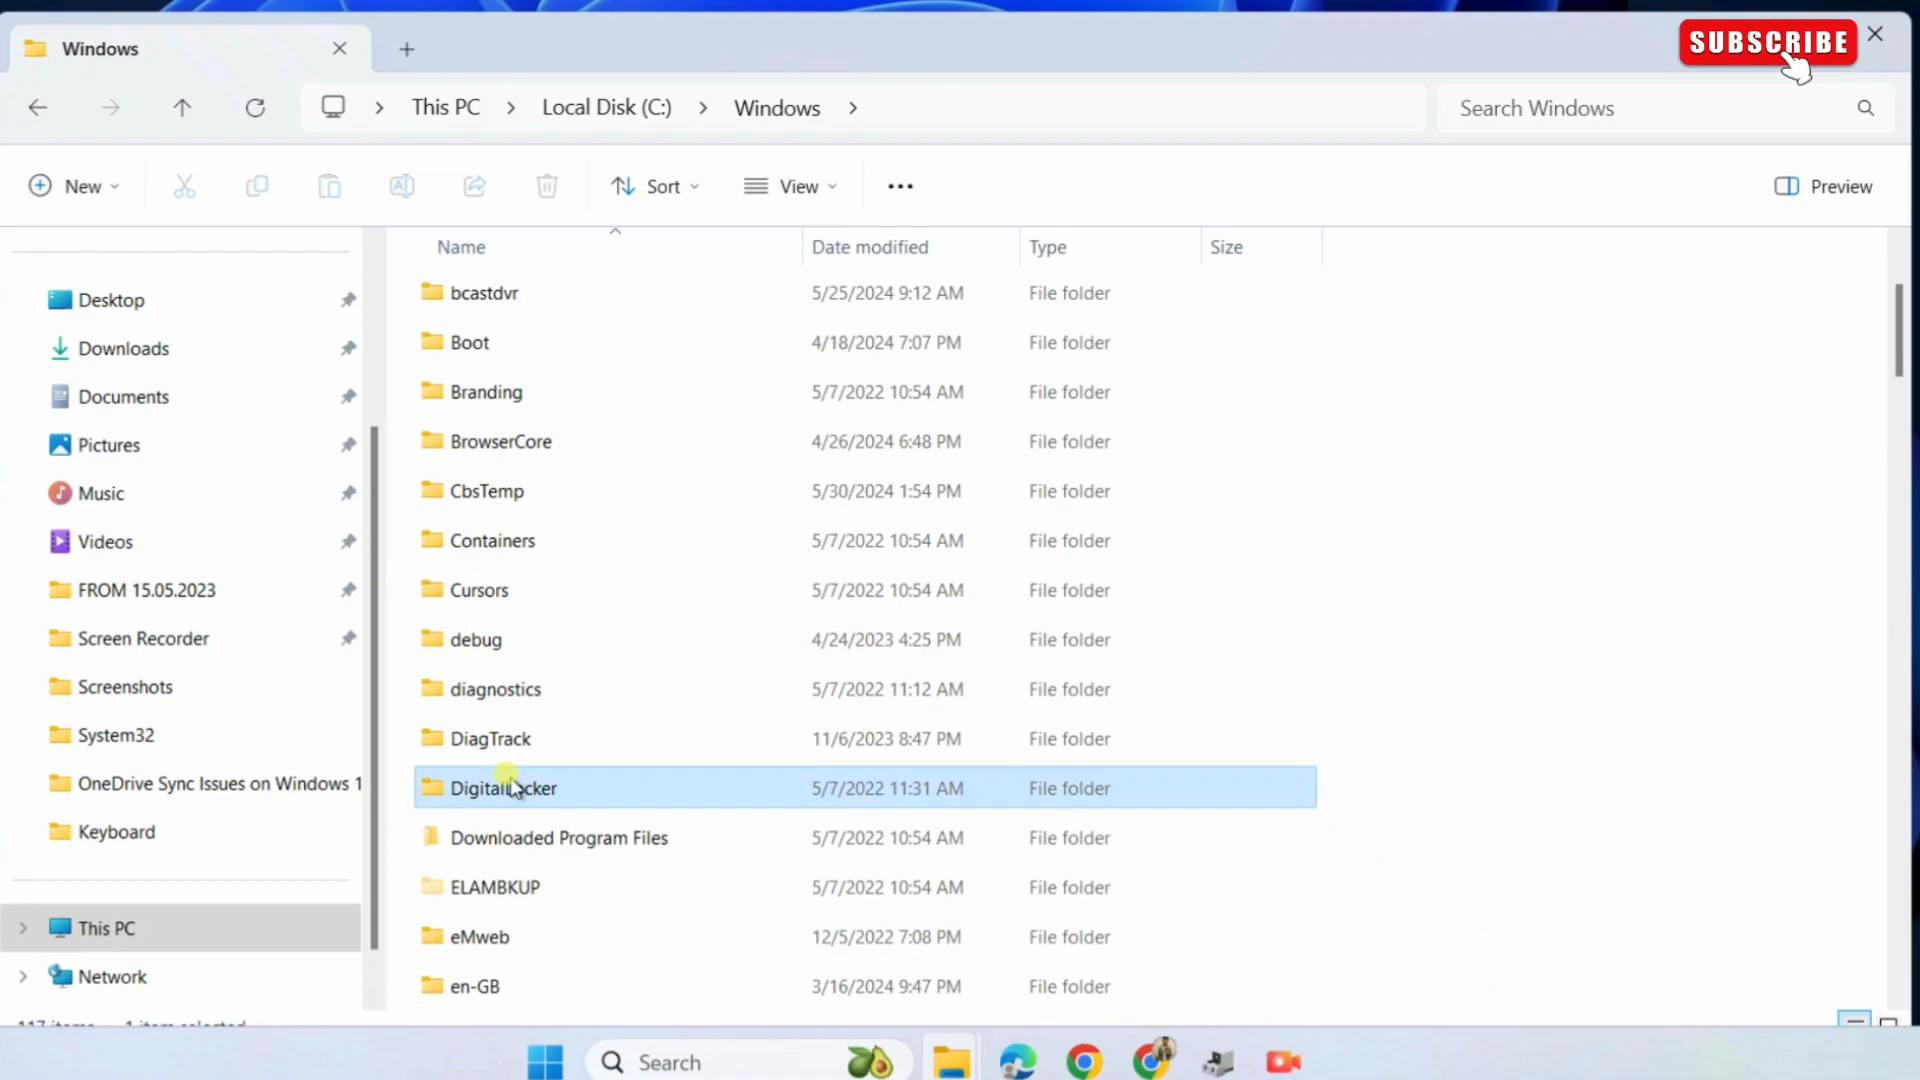 Windows
SUBSCRIBE
This PC > Local Disk (C:) > Windows >
Search Windows
New Sort View ••• Preview
Name Date modified Type Size
Desktop
Downloads
Documents
Pictures
Music
Videos
FROM 15.05.2023
Screen Recorder
Screenshots
System32
OneDrive Sync Issues on Windows 1
Keyboard
This PC
Network
bcastdvr 5/25/2024 9:12 AM File folder
Boot 4/18/2024 7:07 PM File folder
Branding 5/7/2022 10:54 AM File folder
BrowserCore 4/26/2024 6:48 PM File folder
CbsTemp 5/30/2024 1:54 PM File folder
Containers 5/7/2022 10:54 AM File folder
Cursors 5/7/2022 10:54 AM File folder
debug 4/24/2023 4:25 PM File folder
diagnostics 5/7/2022 11:12 AM File folder
DiagTrack 11/6/2023 8:47 PM File folder
DigitalLocker 5/7/2022 11:31 AM File folder
Downloaded Program Files 5/7/2022 10:54 AM File folder
ELAMBKUP 5/7/2022 10:54 AM File folder
eMweb 12/5/2022 7:08 PM File folder
en-GB 3/16/2024 9:47 PM File folder
117 items 1 item selected
Search